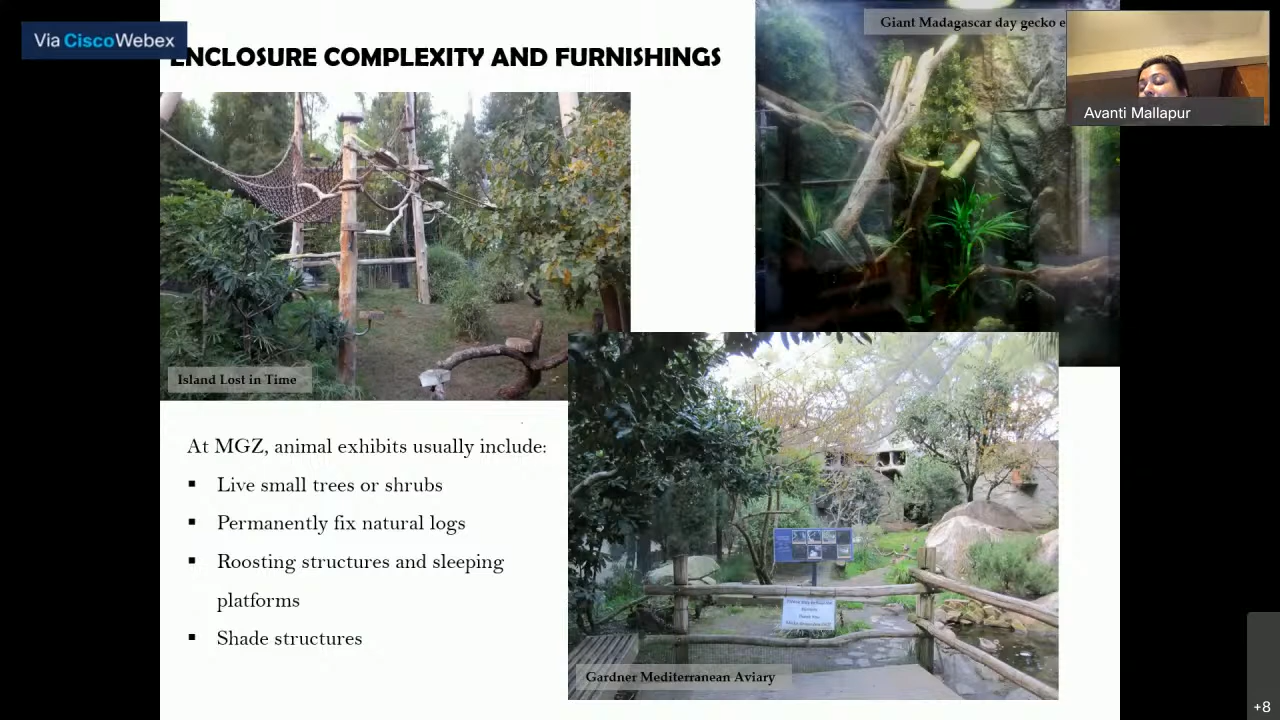 Via Cisco Webex
ENCLOSURE COMPLEXITY AND FURNISHINGS
Giant Madagascar day gecko e
Avanti Mallapur
Island Lost in Time
At MGZ, animal exhibits usually include:
▪ Live small trees or shrubs
▪ Permanently fix natural logs
▪ Roosting structures and sleeping
platforms
▪ Shade structures
Gardner Mediterranean Aviary
+8